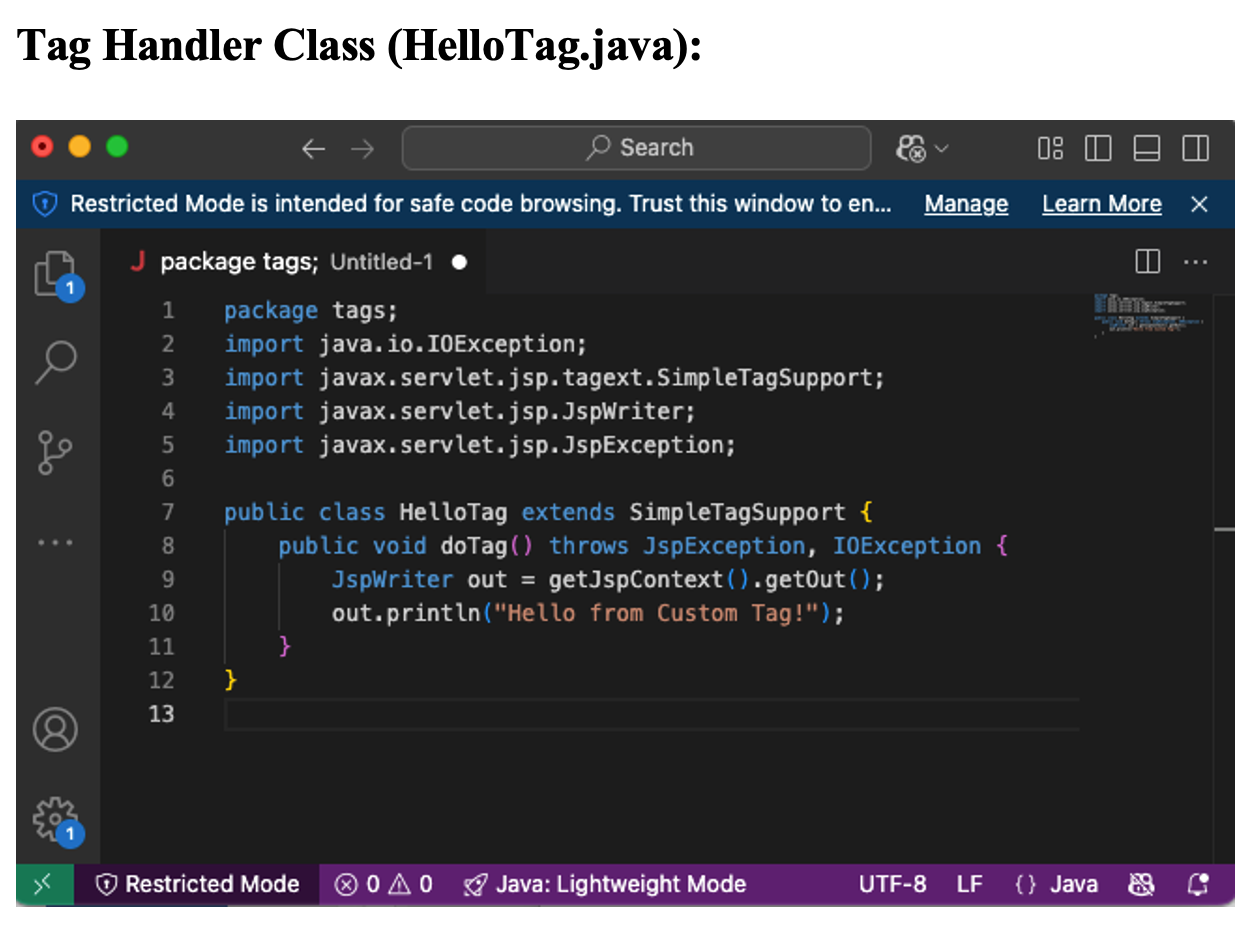 Tag Handler Class (HelloTag.java):
Search
Restricted Mode is intended for safe code browsing. Trust this window to en... Manage Learn More
package tags; Untitled-1
1
1 package tags;
2 import java.io.IOException;
3 import javax.servlet.jsp.tagext.SimpleTagSupport;
4 import javax.servlet.jsp.JspWriter;
5 import javax.servlet.jsp.JspException;
6
7 public class HelloTag extends SimpleTagSupport {
8 public void doTag() throws JspException, IOException {
9 JspWriter out = getJspContext().getOut();
10 out.println("Hello from Custom Tag!");
11 }
12 }
13
1
Restricted Mode 0 0 Java: Lightweight Mode UTF-8 LF {} Java